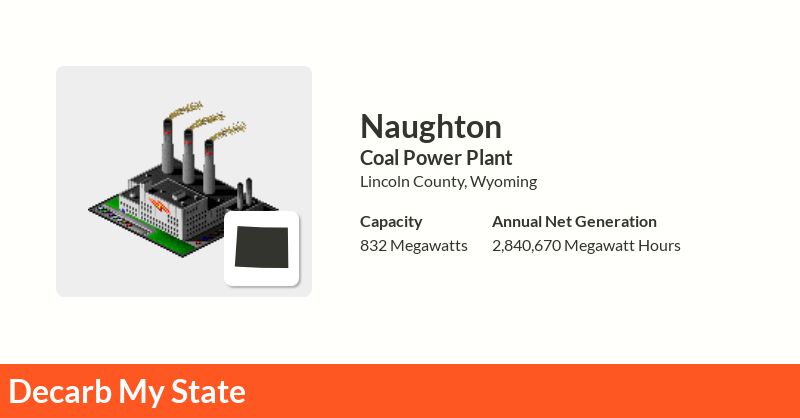 Naughton
Coal Power Plant
Lincoln County, Wyoming
Capacity
832 Megawatts
Annual Net Generation
2,840,670 Megawatt Hours
Decarb My State